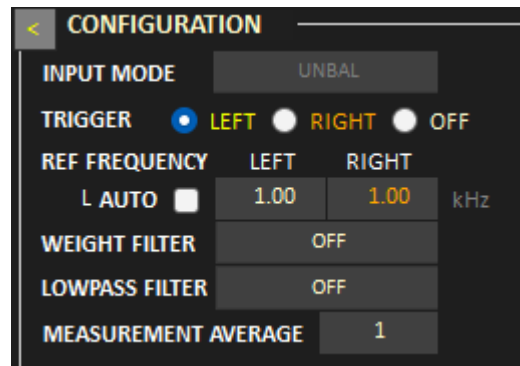 < CONFIGURATION
INPUT MODE UNBAL
TRIGGER LEFT RIGHT OFF
REF FREQUENCY LEFT RIGHT
└ AUTO 1.00 1.00 kHz
WEIGHT FILTER OFF
LOWPASS FILTER OFF
MEASUREMENT AVERAGE 1